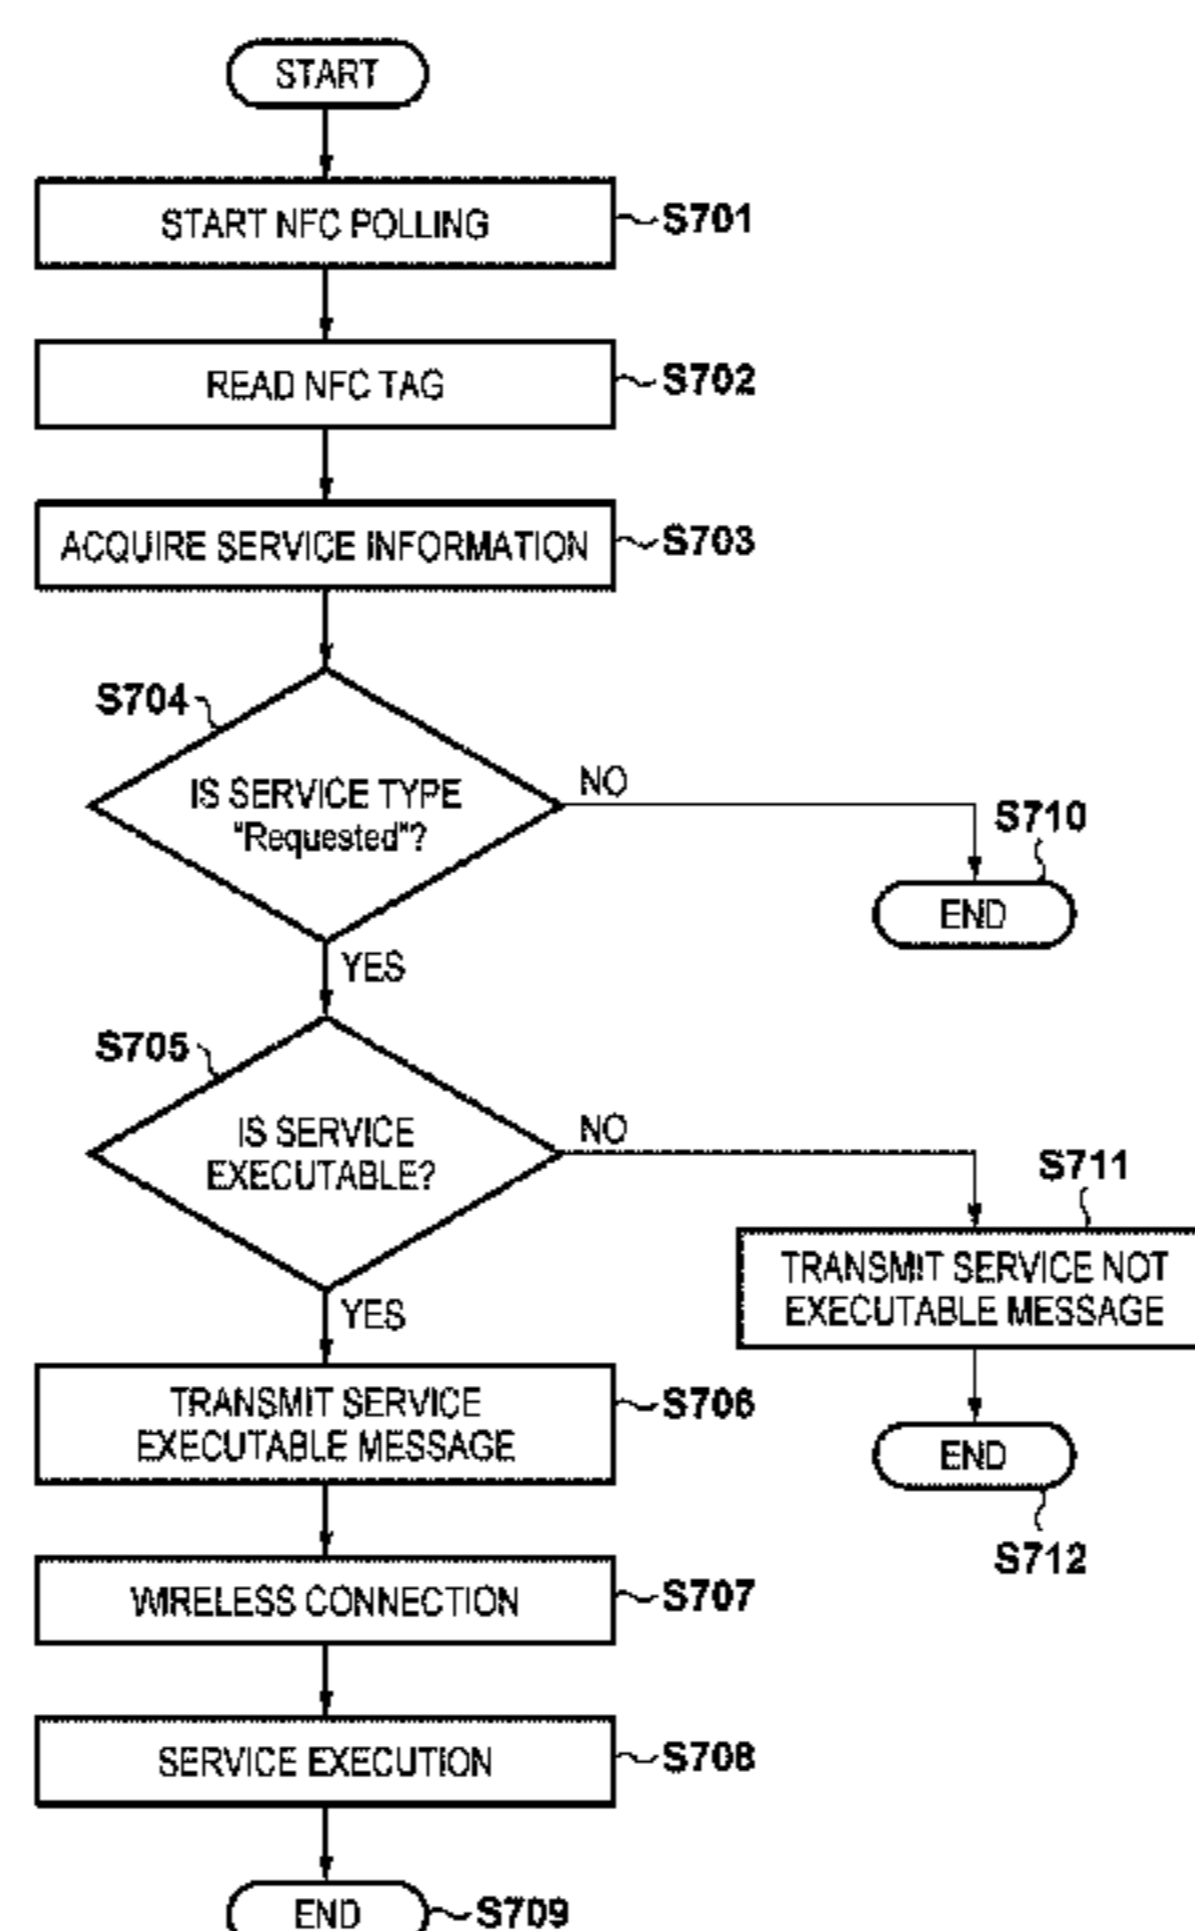 START
START NFC POLLING
S701
READ NFC TAG
S702
ACQUIRE SERVICE INFORMATION
S703
S704
IS SERVICE TYPE
"Requested"?
NO
S710
END
YES
S705
IS SERVICE
EXECUTABLE?
NO
S711
TRANSMIT SERVICE NOT
EXECUTABLE MESSAGE
YES
TRANSMIT SERVICE
EXECUTABLE MESSAGE
S706
END
S712
WIRELESS CONNECTION
S707
SERVICE EXECUTION
S708
END
S709